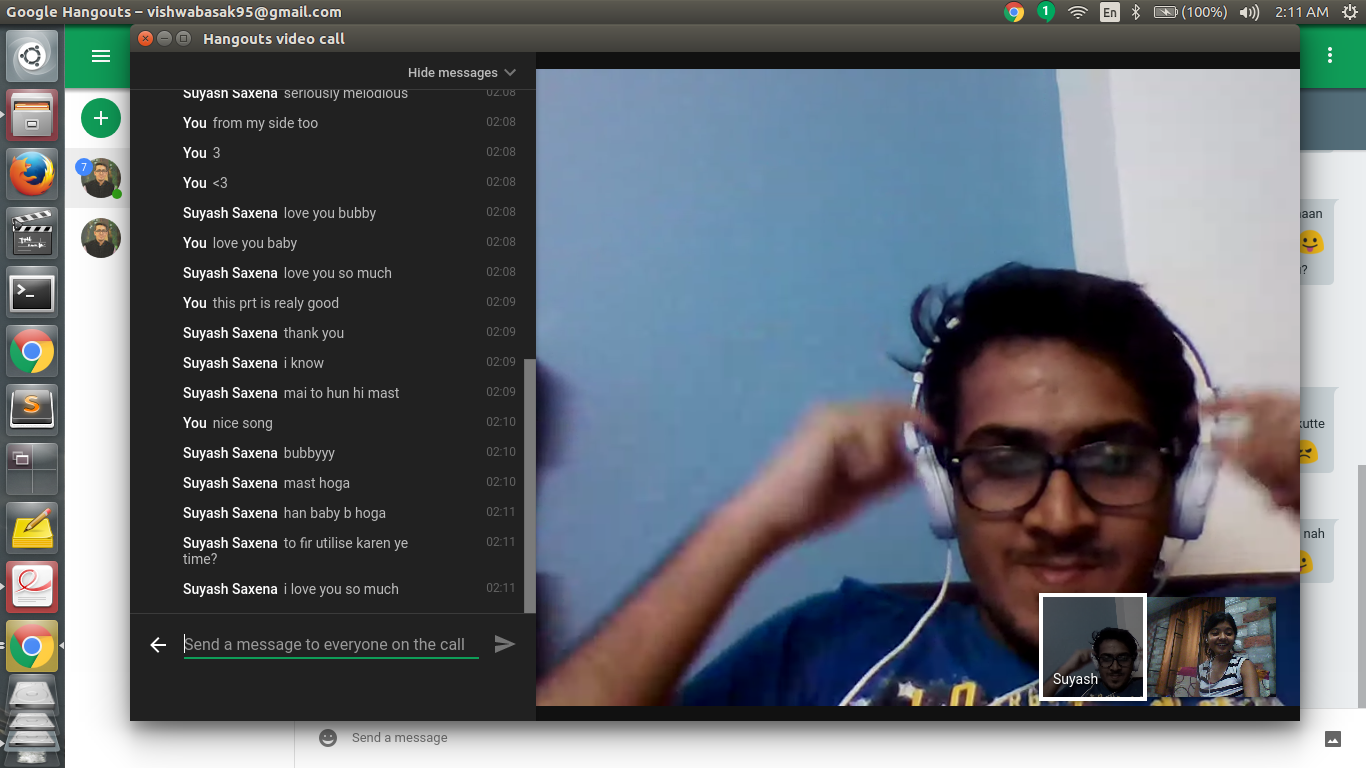 Google Hangouts – vishwabasak95@gmail.com
1
En
(100%)
2:11 AM
Hangouts video call
Hide messages
Suyash Saxena seriously melodious 02:08
You from my side too 02:08
You 3 02:08
You <3 02:08
Suyash Saxena love you bubby 02:08
You love you baby 02:08
Suyash Saxena love you so much 02:08
You this prt is realy good 02:09
Suyash Saxena thank you 02:09
Suyash Saxena i know 02:09
Suyash Saxena mai to hun hi mast 02:09
You nice song 02:10
Suyash Saxena bubbyyy 02:10
Suyash Saxena mast hoga 02:10
Suyash Saxena han baby b hoga 02:11
Suyash Saxena to fir utilise karen ye 02:11
time?
Suyash Saxena i love you so much 02:11
Send a message to everyone on the call
Suyash
7
kutte
nah
Send a message